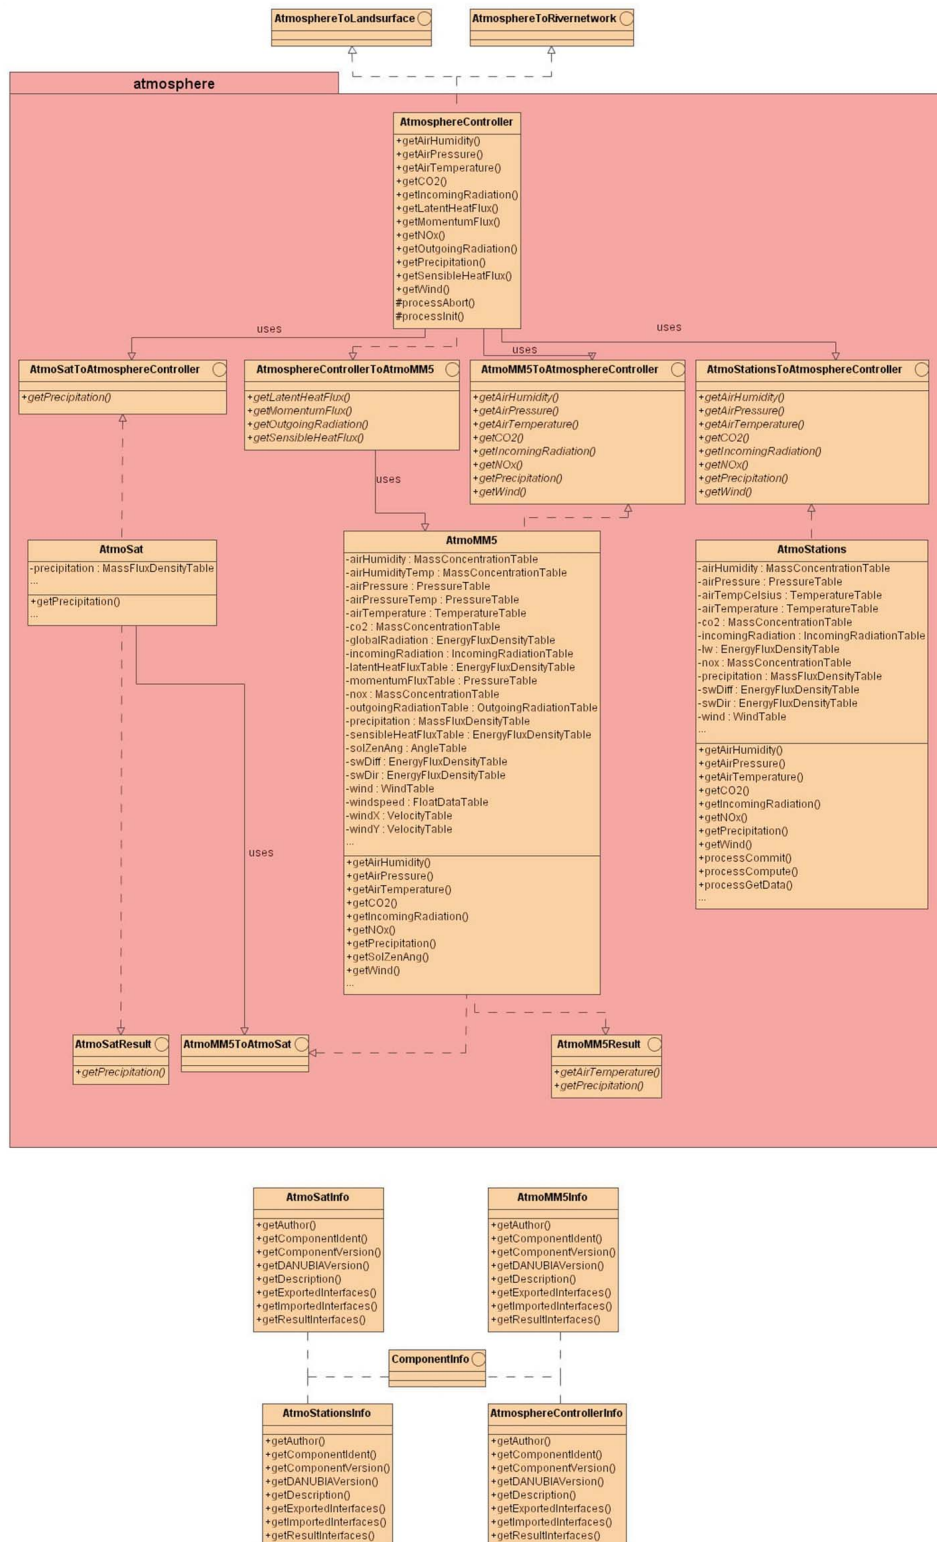 AtmosphereToLandsurface
AtmosphereToRivernetwork
atmosphere
AtmosphereController
+getAirHumidity()
+getAirPressure()
+getAirTemperature()
+getCO2()
+getIncomingRadiation()
+getLatentHeatFlux()
+getMomentumFlux()
+getNOx()
+getOutgoingRadiation()
+getPrecipitation()
+getSensibleHeatFlux()
+getWind()
#processAbort()
#processInit()
uses
uses
uses
AtmoSatToAtmosphereController
+getPrecipitation()
AtmosphereControllerToAtmoMM5
+getLatentHeatFlux()
+getMomentumFlux()
+getOutgoingRadiation()
+getSensibleHeatFlux()
AtmoMM5ToAtmosphereController
+getAirHumidity()
+getAirPressure()
+getAirTemperature()
+getCO2()
+getIncomingRadiation()
+getNOx()
+getPrecipitation()
+getWind()
AtmoStationsToAtmosphereController
+getAirHumidity()
+getAirPressure()
+getAirTemperature()
+getCO2()
+getIncomingRadiation()
+getNOx()
+getPrecipitation()
+getWind()
uses
AtmoSat
-precipitation : MassFluxDensityTable
...
+getPrecipitation()
...
AtmoMM5
-airHumidity : MassConcentrationTable
-airHumidityTemp : MassConcentrationTable
-airPressure : PressureTable
-airPressureTemp : PressureTable
-airTemperature : TemperatureTable
-co2 : MassConcentrationTable
-globalRadiation : EnergyFluxDensityTable
-incomingRadiation : IncomingRadiationTable
-latentHeatFluxTable : EnergyFluxDensityTable
-momentumFluxTable : PressureTable
-nox : MassConcentrationTable
-outgoingRadiationTable : OutgoingRadiationTable
-precipitation : MassFluxDensityTable
-sensibleHeatFluxTable : EnergyFluxDensityTable
-solZenAng : AngleTable
-swDiff : EnergyFluxDensityTable
-swDir : EnergyFluxDensityTable
-wind : WindTable
-windspeed : FloatDataTable
-windX : VelocityTable
-windY : VelocityTable
...
+getAirHumidity()
+getAirPressure()
+getAirTemperature()
+getCO2()
+getIncomingRadiation()
+getNOx()
+getPrecipitation()
+getSolZenAng()
+getWind()
...
AtmoStations
-airHumidity : MassConcentrationTable
-airPressure : PressureTable
-airTempCelsius : TemperatureTable
-airTemperature : TemperatureTable
-co2 : MassConcentrationTable
-incomingRadiation : IncomingRadiationTable
-lw : EnergyFluxDensityTable
-nox : MassConcentrationTable
-precipitation : MassFluxDensityTable
-swDiff : EnergyFluxDensityTable
-swDir : EnergyFluxDensityTable
-wind : WindTable
...
+getAirHumidity()
+getAirPressure()
+getAirTemperature()
+getCO2()
+getIncomingRadiation()
+getNOx()
+getPrecipitation()
+getWind()
+processCommit()
+processCompute()
+processGetData()
...
uses
AtmoSatResult
+getPrecipitation()
AtmoMM5ToAtmoSat
AtmoMM5Result
+getAirTemperature()
+getPrecipitation()
AtmoSatInfo
+getAuthor()
+getComponentIdent()
+getComponentVersion()
+getDANUBIAVersion()
+getDescription()
+getExportedInterfaces()
+getImportedInterfaces()
+getResultInterfaces()
AtmoMM5Info
+getAuthor()
+getComponentIdent()
+getComponentVersion()
+getDANUBIAVersion()
+getDescription()
+getExportedInterfaces()
+getImportedInterfaces()
+getResultInterfaces()
ComponentInfo
AtmoStationsInfo
+getAuthor()
+getComponentIdent()
+getComponentVersion()
+getDANUBIAVersion()
+getDescription()
+getExportedInterfaces()
+getImportedInterfaces()
+getResultInterfaces()
AtmosphereControllerInfo
+getAuthor()
+getComponentIdent()
+getComponentVersion()
+getDANUBIAVersion()
+getDescription()
+getExportedInterfaces()
+getImportedInterfaces()
+getResultInterfaces()